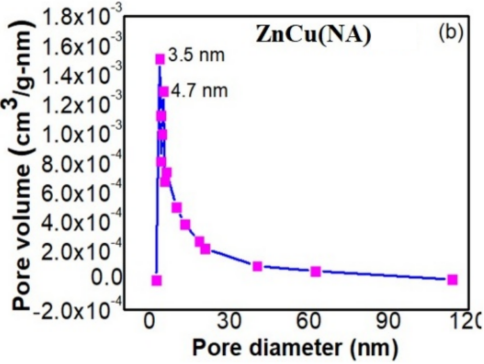 ZnCu(NA)
(b)
3.5 nm
4.7 nm
Pore volume (cm³/g-nm)
1.8x10⁻³
1.6x10⁻³
1.4x10⁻³
1.2x10⁻³
1.0x10⁻³
8.0x10⁻⁴
6.0x10⁻⁴
4.0x10⁻⁴
2.0x10⁻⁴
0.0
-2.0x10⁻⁴
0 30 60 90 120
Pore diameter (nm)